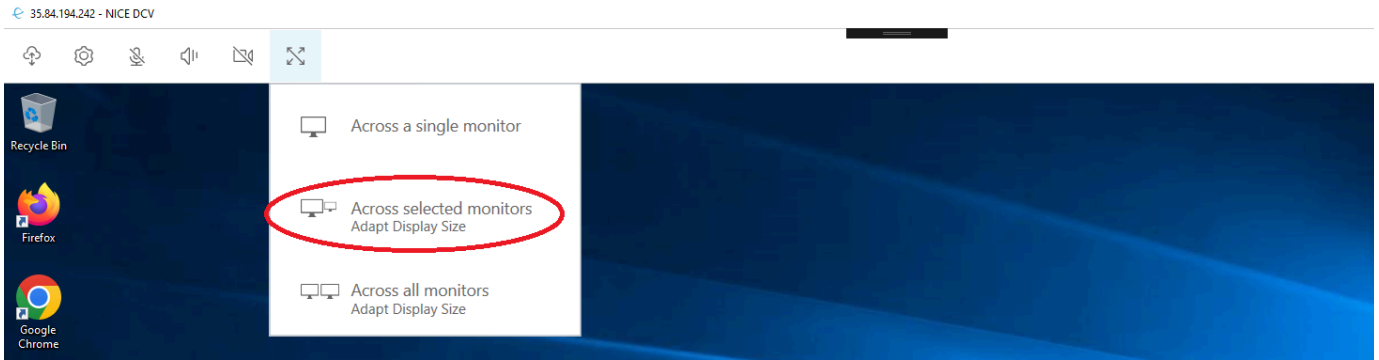 35.84.194.242 - NICE DCV
Across a single monitor
Recycle Bin
Across selected monitors
Adapt Display Size
Firefox
Across all monitors
Adapt Display Size
Google
Chrome